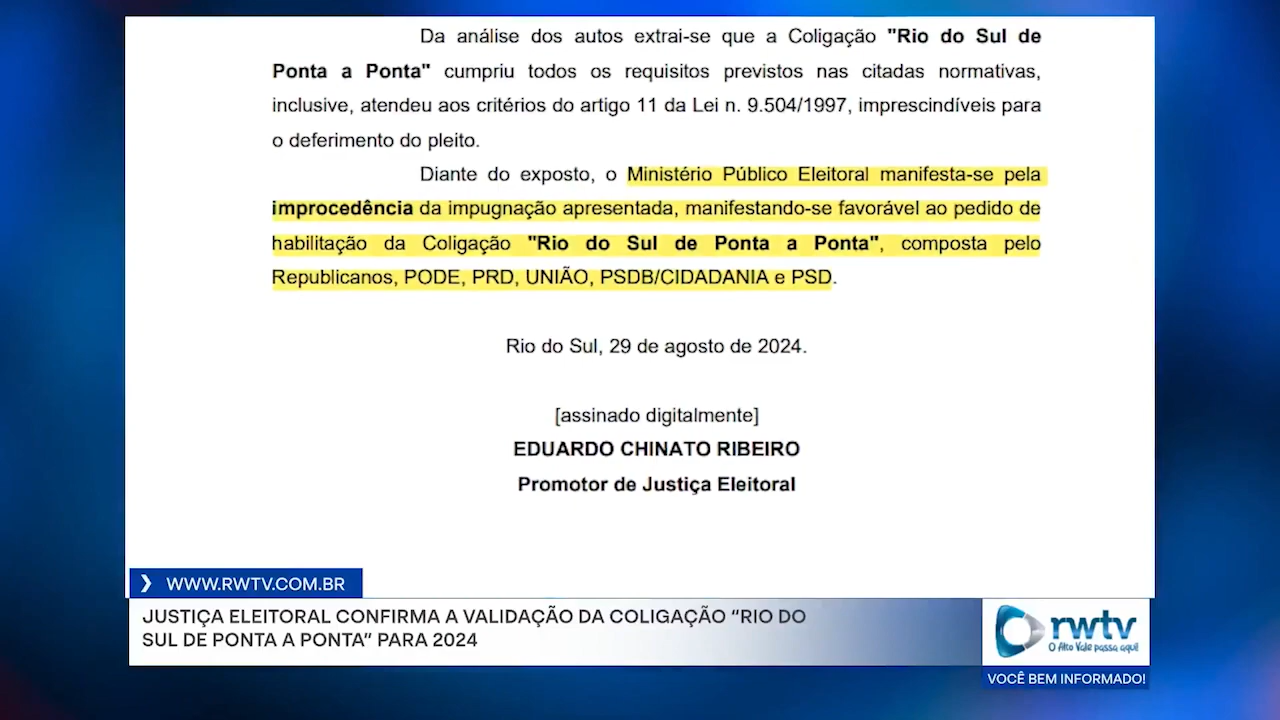 Da análise dos autos extrai-se que a Coligação "Rio do Sul de
Ponta a Ponta" cumpriu todos os requisitos previstos nas citadas normativas,
inclusive, atendeu aos critérios do artigo 11 da Lei n. 9.504/1997, imprescindíveis para
o deferimento do pleito.
Diante do exposto, o Ministério Público Eleitoral manifesta-se pela
improcedência da impugnação apresentada, manifestando-se favorável ao pedido de
habilitação da Coligação "Rio do Sul de Ponta a Ponta", composta pelo
Republicanos, PODE, PRD, UNIÃO, PSDB/CIDADANIA e PSD.
Rio do Sul, 29 de agosto de 2024.
[assinado digitalmente]
EDUARDO CHINATO RIBEIRO
Promotor de Justiça Eleitoral
❯ WWW.RWTV.COM.BR
JUSTIÇA ELEITORAL CONFIRMA A VALIDAÇÃO DA COLIGAÇÃO “RIO DO
SUL DE PONTA A PONTA” PARA 2024
rwtv
O Alto Vale passa aqui!
VOCÊ BEM INFORMADO!